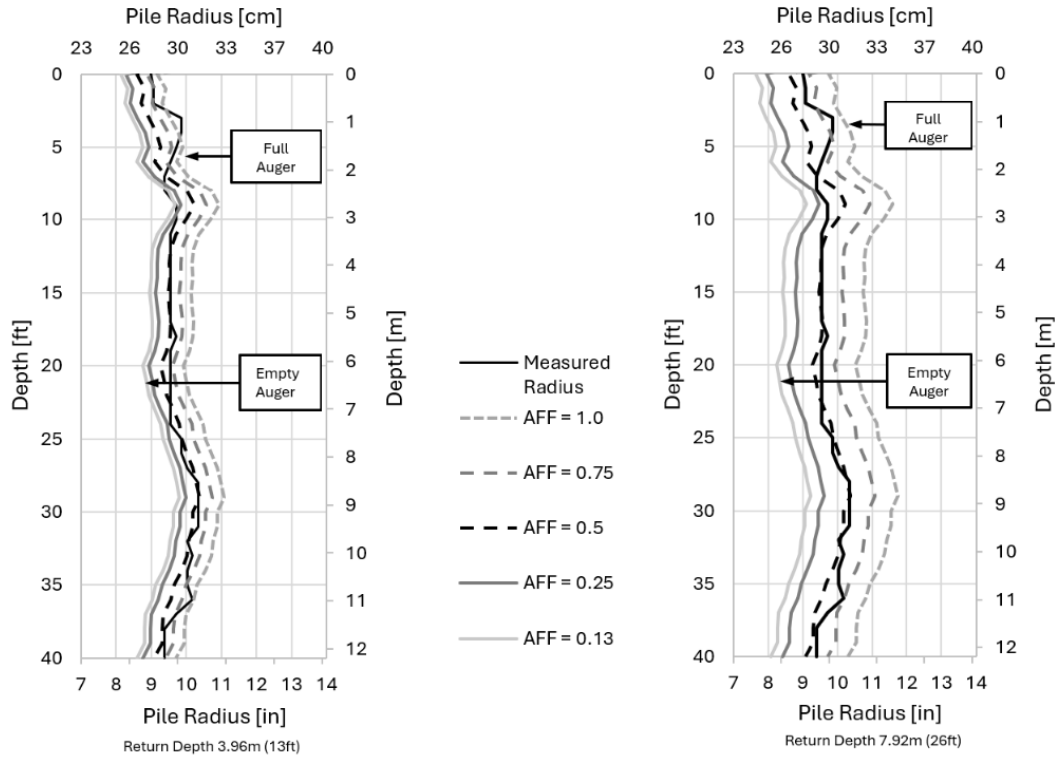 Pile Radius [cm]
23 26 30 33 37 40
0 5 10 15 20 25 30 35 40
Depth [ft]
0 1 2 3 4 5 6 7 8 9 10 11 12
Depth [m]
Full
Auger
Empty
Auger
7 8 9 10 11 12 13 14
Pile Radius [in]
Return Depth 3.96m (13ft)
Measured
Radius
AFF = 1.0
AFF = 0.75
AFF = 0.5
AFF = 0.25
AFF = 0.13
Pile Radius [cm]
23 26 30 33 37 40
0 5 10 15 20 25 30 35 40
Depth [ft]
0 1 2 3 4 5 6 7 8 9 10 11 12
Depth [m]
Full
Auger
Empty
Auger
7 8 9 10 11 12 13 14
Pile Radius [in]
Return Depth 7.92m (26ft)